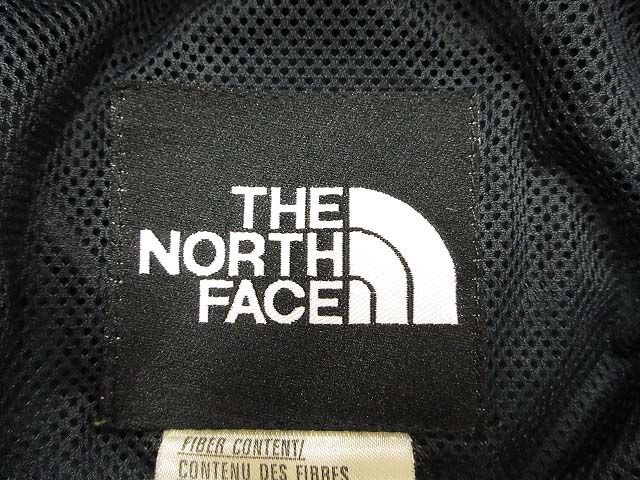 THE
NORTH
FACE
FIBER CONTENT/
CONTENU DES FIBRES